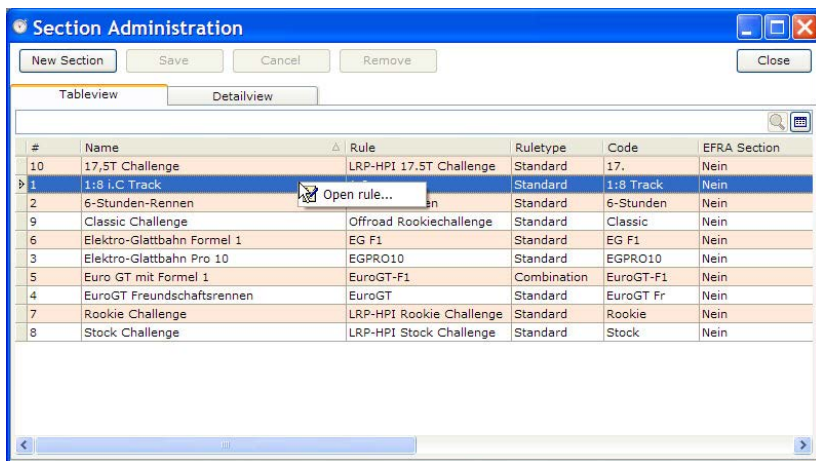 Section Administration
New Section Save Cancel Remove Close
Tableview Detailview
# Name Rule Ruletype Code EFRA Section
10 17,5T Challenge LRP-HPI 17.5T Challenge Standard 17. Nein
1 1:8 i.C Track Standard 1:8 Track Nein
Open rule...
2 6-Stunden-Rennen en Standard 6-Stunden Nein
9 Classic Challenge Offroad Rookiechallenge Standard Classic Nein
6 Elektro-Glattbahn Formel 1 EG F1 Standard EG F1 Nein
3 Elektro-Glattbahn Pro 10 EGPRO10 Standard EGPRO10 Nein
5 Euro GT mit Formel 1 EuroGT-F1 Combination EuroGT-F1 Nein
4 EuroGT Freundschaftsrennen EuroGT Standard EuroGT Fr Nein
7 Rookie Challenge LRP-HPI Rookie Challenge Standard Rookie Nein
8 Stock Challenge LRP-HPI Stock Challenge Standard Stock Nein